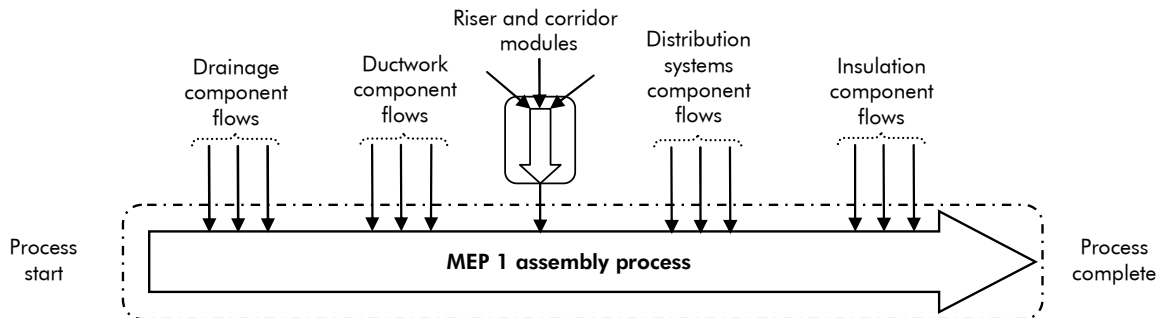 Riser and corridor
modules
Drainage
component
flows
Ductwork
component
flows
Distribution
systems
component
flows
Insulation
component
flows
Process
start
MEP 1 assembly process
Process
complete